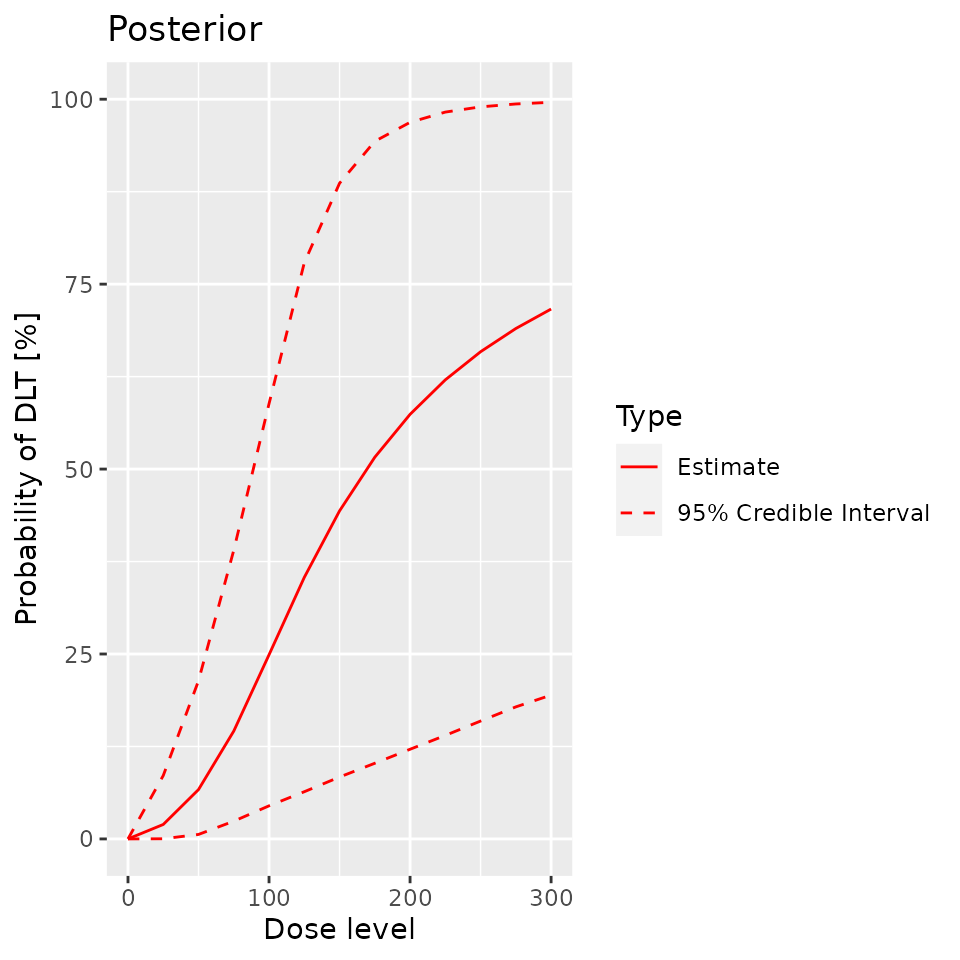 Posterior
Probability of DLT [%]
100
75
50
25
0
0 100 200 300
Dose level
Type
Estimate
95% Credible Interval